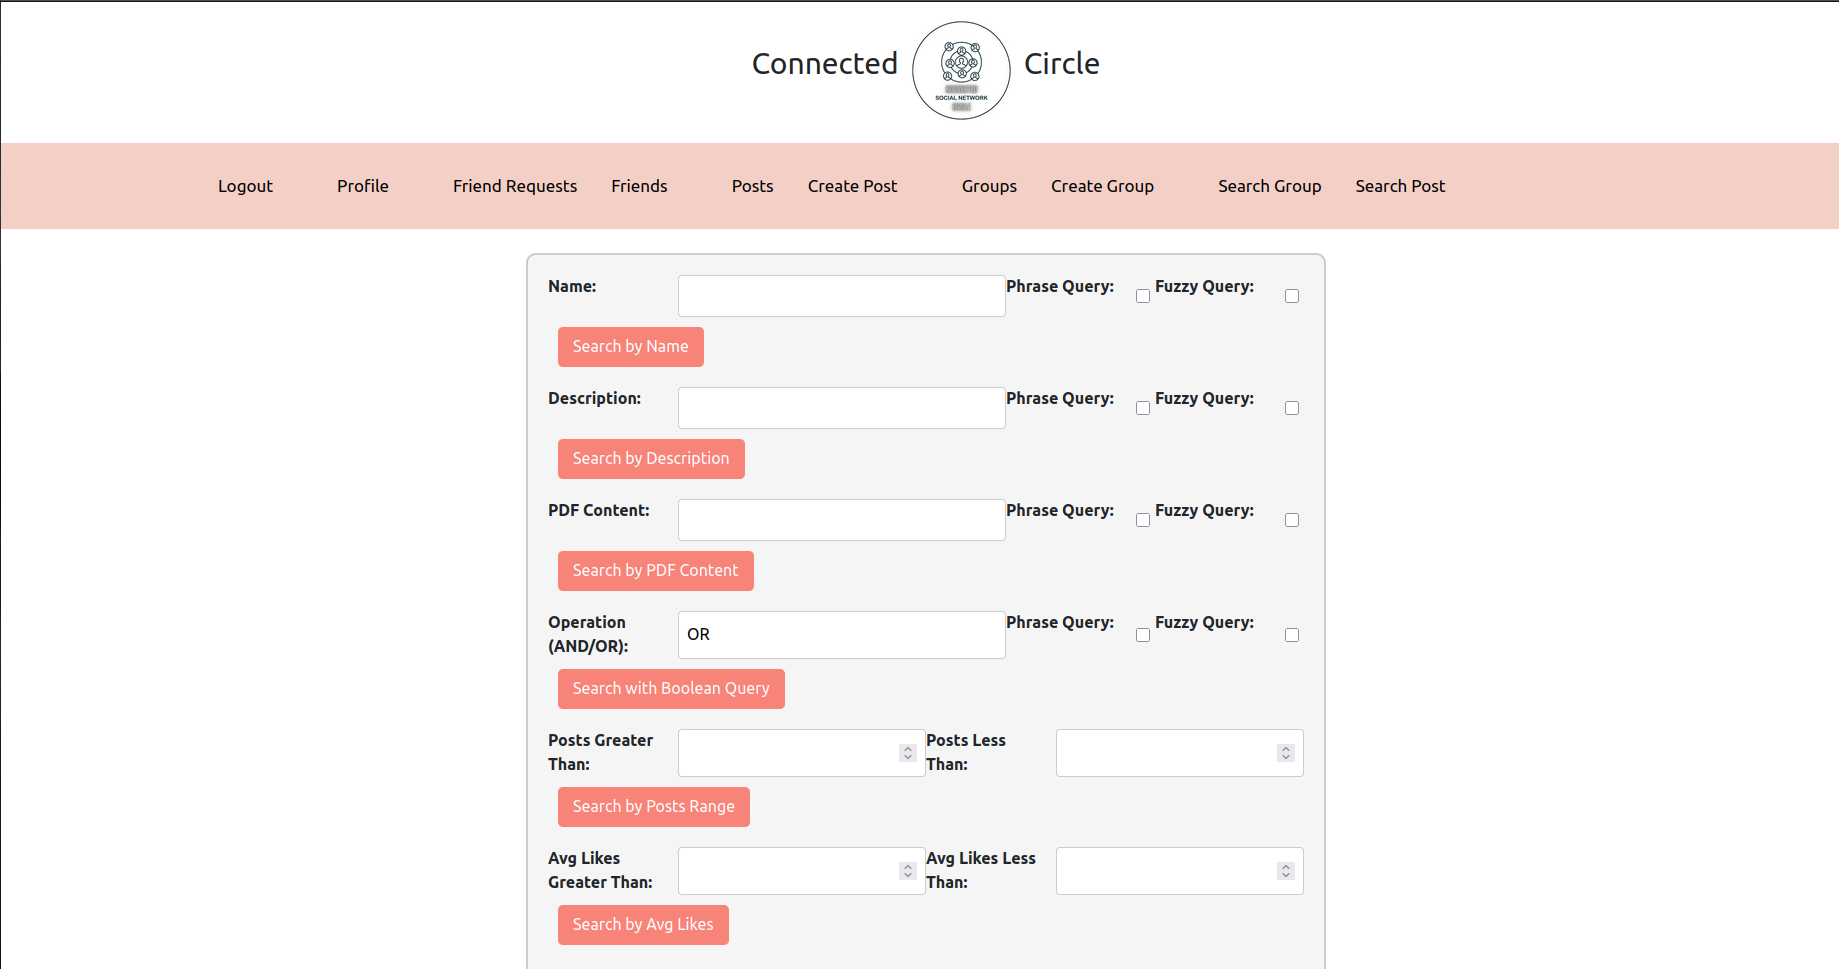 Connected Circle
SOCIAL NETWORK
Logout Profile Friend Requests Friends Posts Create Post Groups Create Group Search Group Search Post
Name: Phrase Query: Fuzzy Query:
Search by Name
Description: Phrase Query: Fuzzy Query:
Search by Description
PDF Content: Phrase Query: Fuzzy Query:
Search by PDF Content
Operation
(AND/OR): OR Phrase Query: Fuzzy Query:
Search with Boolean Query
Posts Greater
Than:
Posts Less
Than:
Search by Posts Range
Avg Likes
Greater Than:
Avg Likes Less
Than:
Search by Avg Likes